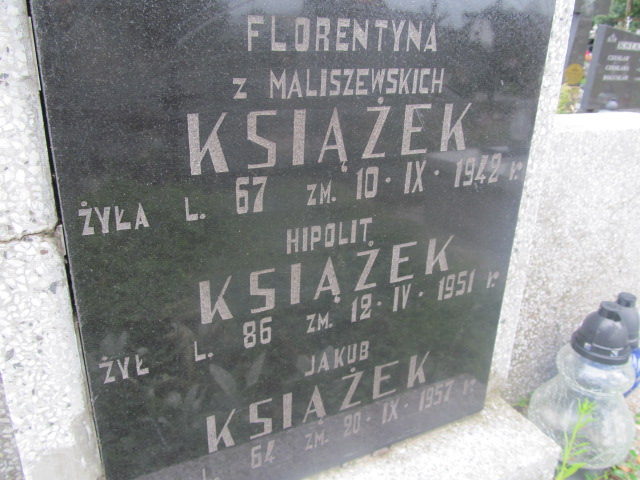 FLORENTYNA
Z MALISZEWSKICH
KSIĄŻEK
ŻYŁA L. 67 ZM. 10·IX·1942 r.
HIPOLIT
KSIĄŻEK
ŻYŁ L. 86 ZM. 12·IV·1951 r.
JAKUB
KSIĄŻEK
L. 64 ZM. 20·IX·1957 r.